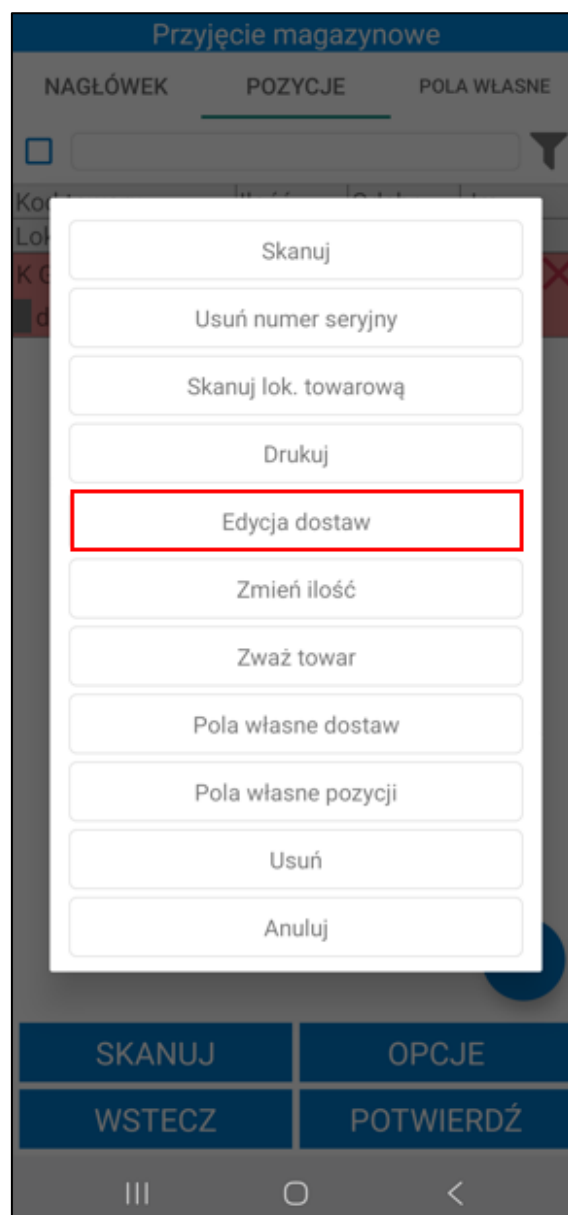 Przyjęcie magazynowe
NAGŁÓWEK POZYCJE POLA WŁASNE
Skanuj
Usuń numer seryjny
Skanuj lok. towarową
Drukuj
Edycja dostaw
Zmień ilość
Zważ towar
Pola własne dostaw
Pola własne pozycji
Usuń
Anuluj
SKANUJ OPCJE
WSTECZ POTWIERDŹ